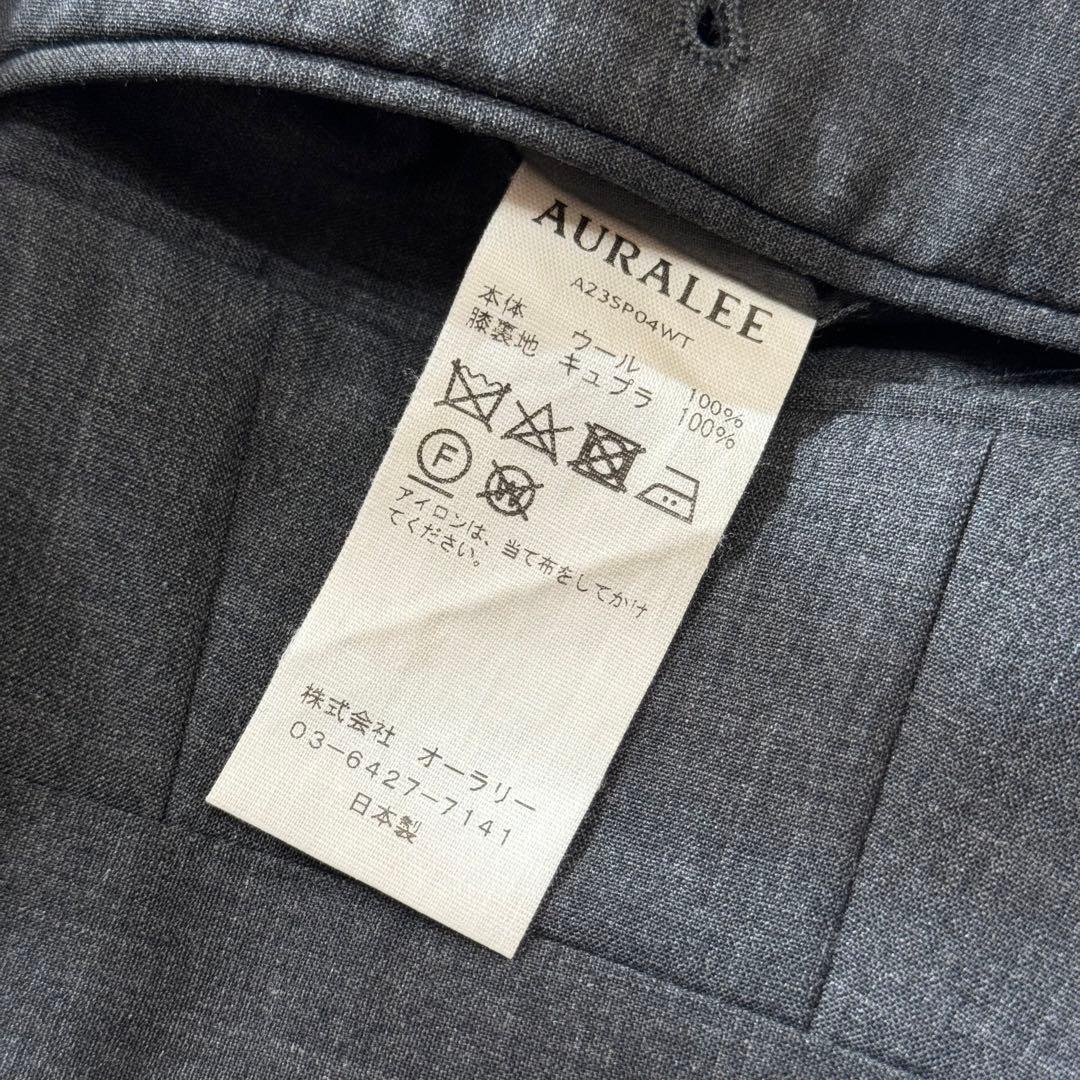 AURALEE
A23SP04WT
本体 ウール 100%
膝裏地 キュプラ 100%
F W
アイロンは、当て布をしてかけ
てください。
株式会社 オーラリー
03-6427-7141
日本製